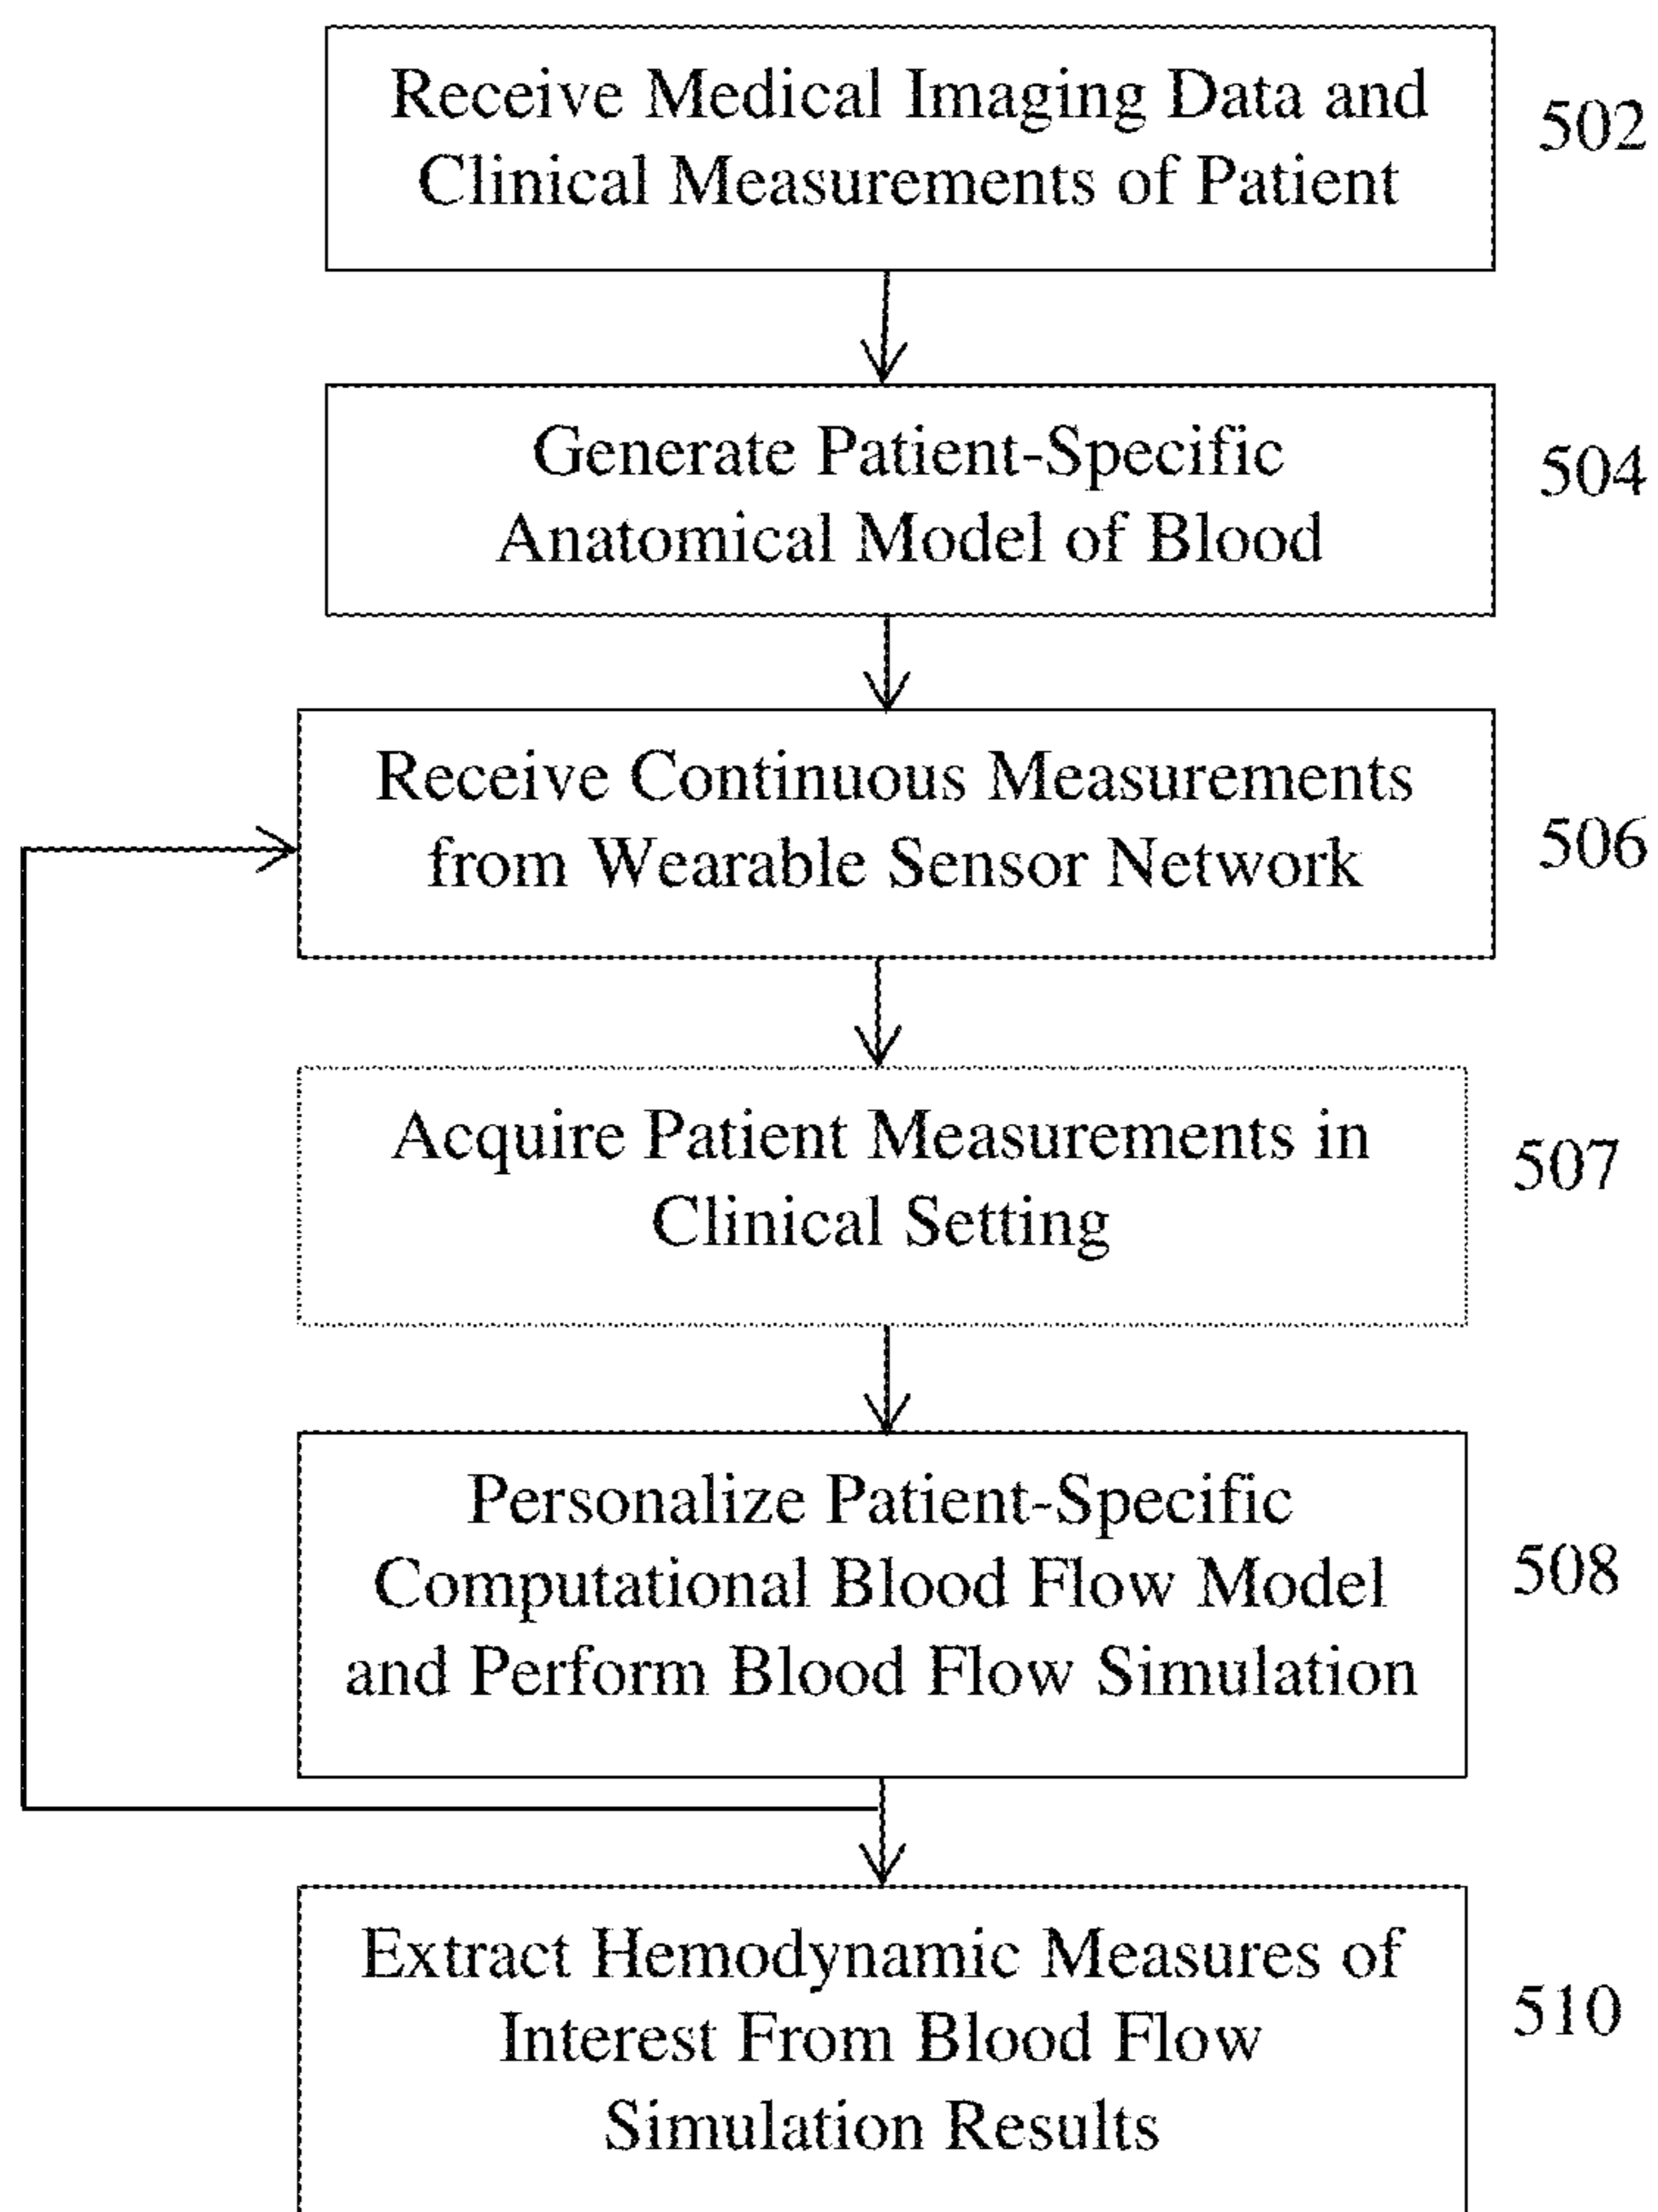 Receive Medical Imaging Data and
Clinical Measurements of Patient
502
Generate Patient-Specific
Anatomical Model of Blood
504
Receive Continuous Measurements
from Wearable Sensor Network
506
Acquire Patient Measurements in
Clinical Setting
507
Personalize Patient-Specific
Computational Blood Flow Model
and Perform Blood Flow Simulation
508
Extract Hemodynamic Measures of
Interest From Blood Flow
Simulation Results
510